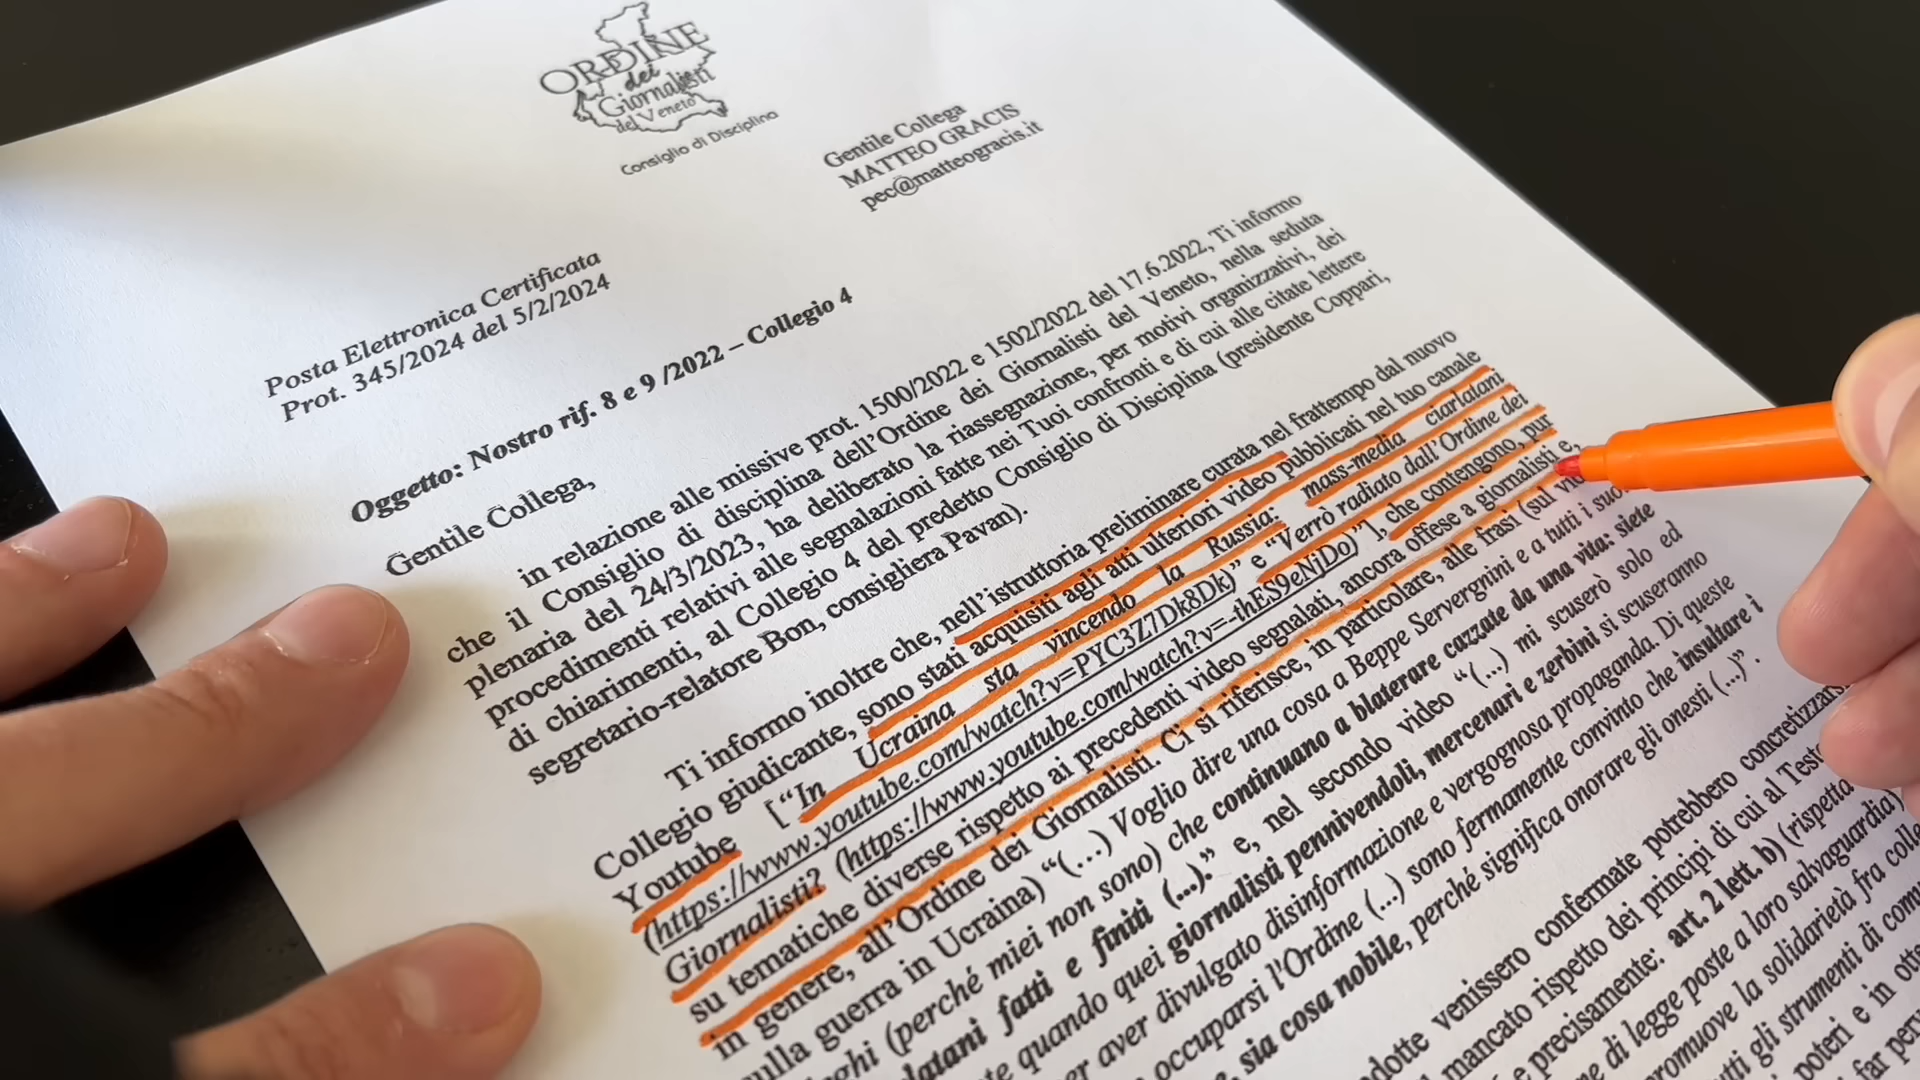 ORDINE
dei
Giornalisti
del Veneto
Consiglio di Disciplina
Gentile Collega
MATTEO GRACIS
pec@matteogracis.it
Posta Elettronica Certificata
Prot. 345/2024 del 5/2/2024
Oggetto: Nostro rif. 8 e 9 /2022 – Collegio 4
Gentile Collega,
in relazione alle missive prot. 1500/2022 e 1502/2022 del 17.6.2022, Ti informo
che il Consiglio di disciplina dell’Ordine dei Giornalisti del Veneto, nella seduta
plenaria del 24/3/2023, ha deliberato la riassegnazione, per motivi organizzativi, dei
procedimenti relativi alle segnalazioni fatte nei Tuoi confronti e di cui alle citate lettere
di chiarimenti, al Collegio 4 del predetto Consiglio di Disciplina (presidente Coppari,
segretario-relatore Bon, consigliera Pavan).
Ti informo inoltre che, nell’istruttoria preliminare curata nel frattempo dal nuovo
Collegio giudicante, sono stati acquisiti agli atti ulteriori video pubblicati nel tuo canale
Youtube [“In Ucraina sta vincendo la Russia: mass-media ciarlatani
(https://www.youtube.com/watch?v=PYC3Z7Dk8Dk)” e “Verrò radiato dall’Ordine dei
Giornalisti? (https://www.youtube.com/watch?v=-thES9eNjDo)”], che contengono, pur
su tematiche diverse rispetto ai precedenti video segnalati, ancora offese a giornalisti e,
in genere, all’Ordine dei Giornalisti. Ci si riferisce, in particolare, alle frasi (sul
sulla guerra in Ucraina) “(…) Voglio dire una cosa a Beppe Servergnini e a tutti i suoi
(perché miei non sono) che continuano a blaterare cazzate da una vita: siete
fatti e finiti (...).” e, nel secondo video “(...) mi scuserò solo ed
quando quei giornalisti pennivendoli, mercenari e zerbini si scuseranno
per aver divulgato disinformazione e vergognosa propaganda. Di queste
occuparsi l'Ordine (...) sono fermamente convinto che insultare i
sia cosa nobile, perché significa onorare gli onesti (...)”.
venissero confermate potrebbero concretizzarsi
mancato rispetto dei principi di cui al Testo
e precisamente: art. 2 lett. b) (rispetto
di legge poste a loro salvaguardia)
promuove la solidarietà fra
gli strumenti di
poteri e in
far